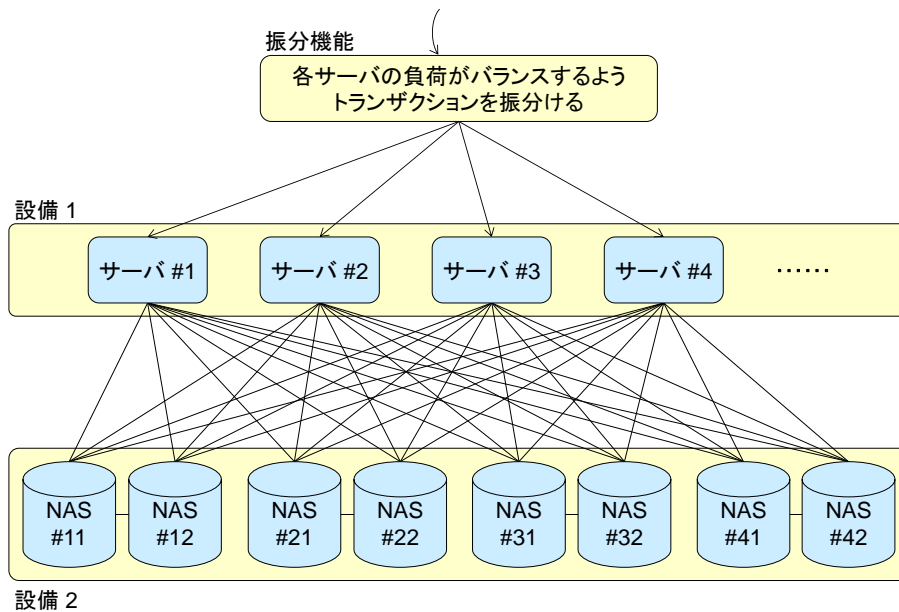 振分機能
各サーバの負荷がバランスするよう
トランザクションを振分ける
設備 1
サーバ #1
サーバ #2
サーバ #3
サーバ #4
……
NAS
#11
NAS
#12
NAS
#21
NAS
#22
NAS
#31
NAS
#32
NAS
#41
NAS
#42
設備 2